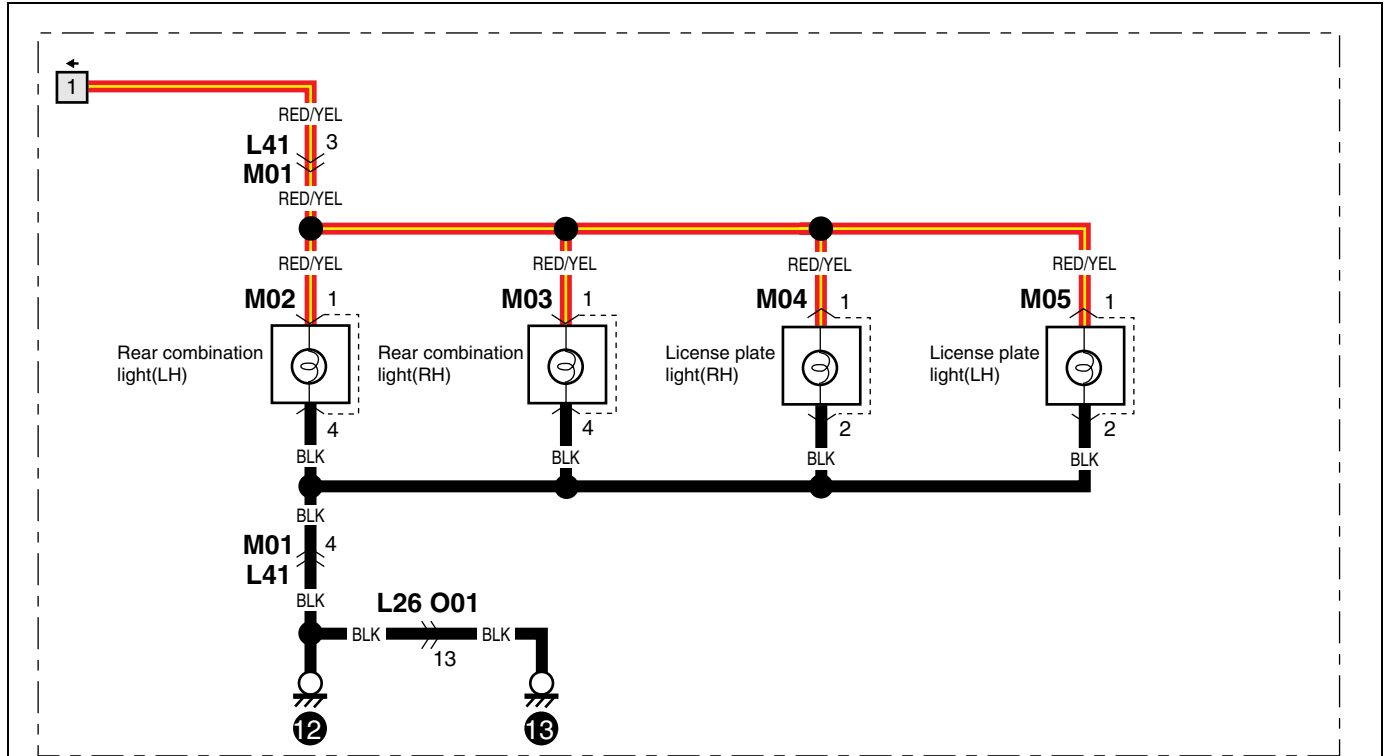 1
RED/YEL
L41 3
M01
RED/YEL
RED/YEL RED/YEL RED/YEL RED/YEL
M02 1 M03 1 M04 1 M05 1
Rear combination light(LH)
Rear combination light(RH)
License plate light(RH)
License plate light(LH)
4 4 2 2
BLK BLK BLK BLK
BLK
M01 4
L41
BLK
L26 O01
BLK BLK
13
12 13